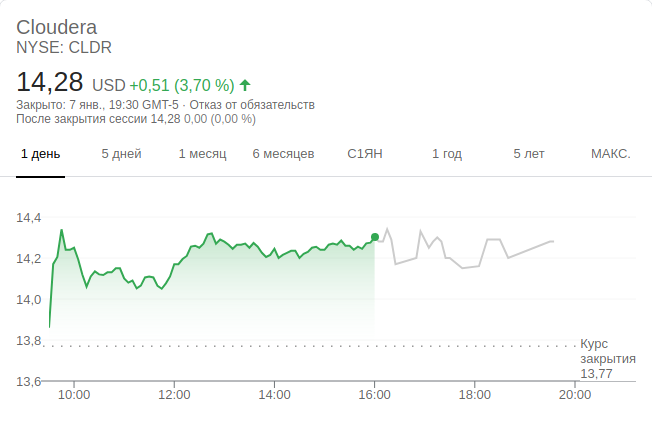 Cloudera
NYSE: CLDR
14,28 USD +0,51 (3,70 %)
Закрыто: 7 янв., 19:30 GMT-5 · Отказ от обязательств
После закрытия сессии 14,28 0,00 (0,00 %)
1 день 5 дней 1 месяц 6 месяцев С1ЯН 1 год 5 лет МАКС.
14,4
14,2
14,0
13,8
Курс
закрытия
13,77
13,6
10:00 12:00 14:00 16:00 18:00 20:00